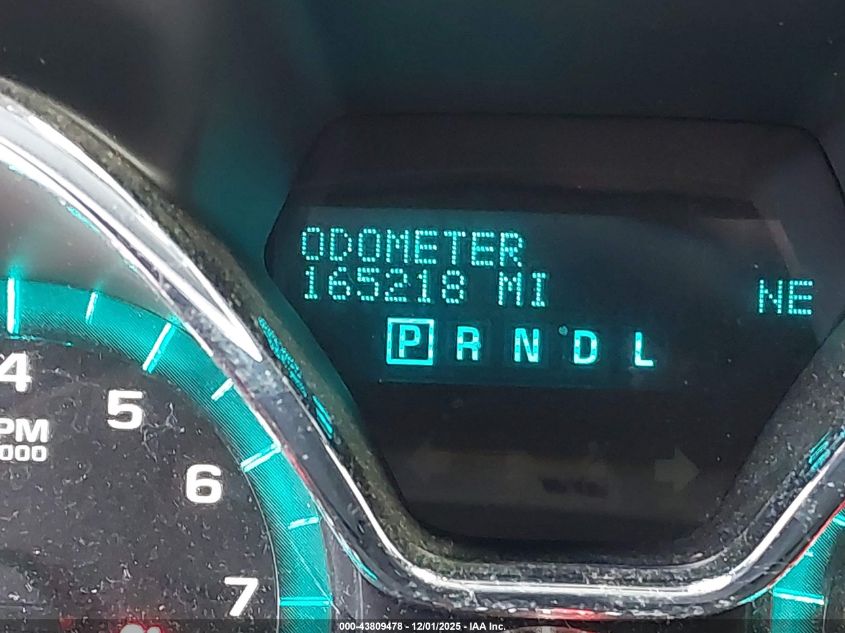 ODOMETER
165218 MI NE
P R N D L
4
5
6
7
PM
000
000-43809478 - 12/01/2025 - IAA Inc.